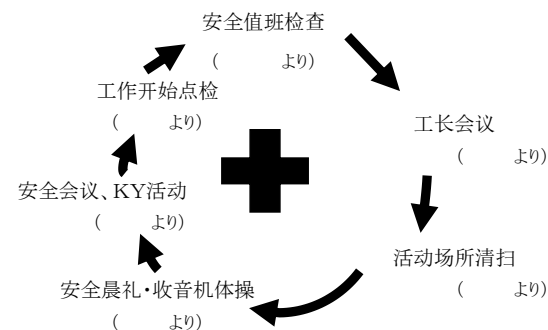 安全值班检查
(　　　より)
工作开始点检
(　　　より)
工长会议
(　　　より)
安全会议、KY活动
(　　　より)
活动场所清扫
(　　　より)
安全晨礼・收音机体操
(　　　より)